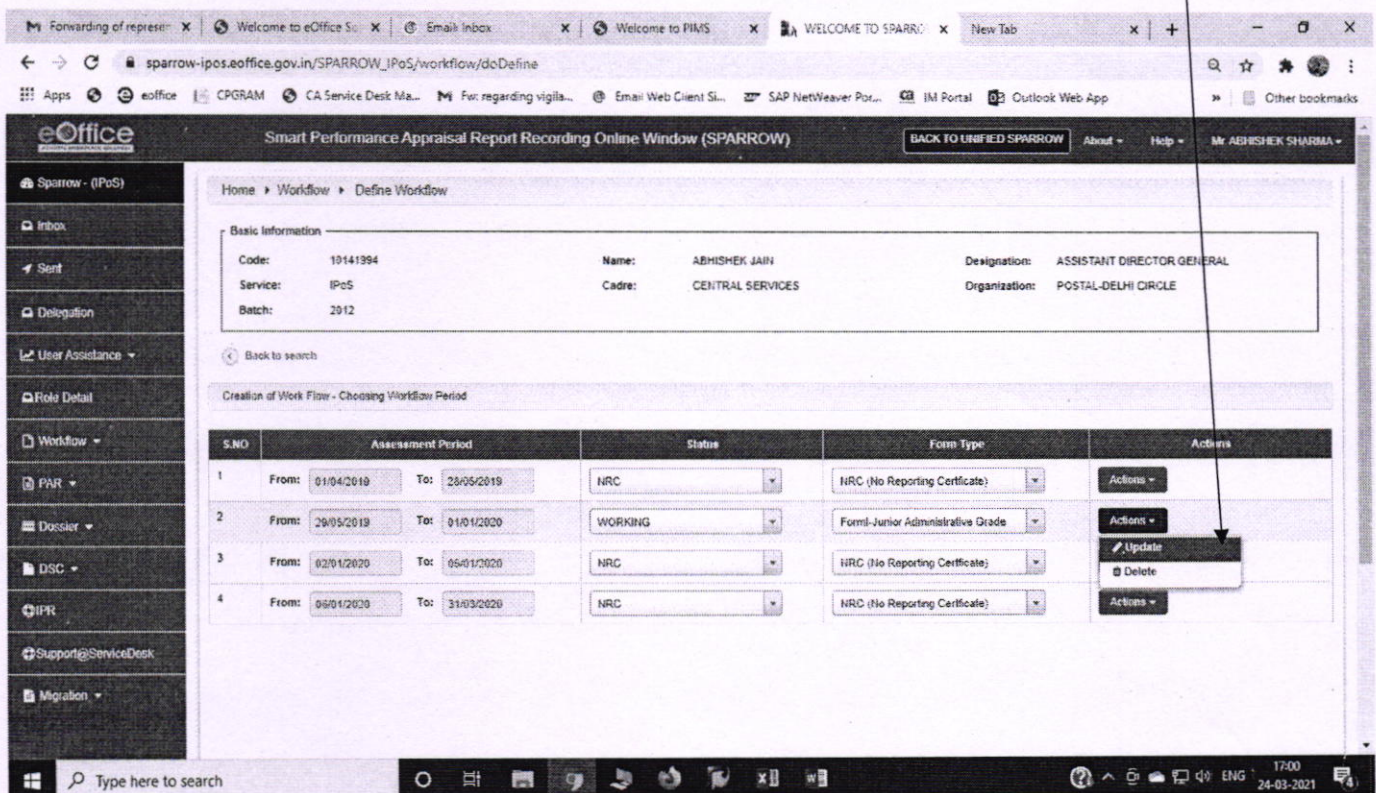 Forwarding of represen Welcome to eOffice Se Email: Inbox Welcome to PIMS WELCOME TO SPARRO New Tab
sparrow-ipos.eoffice.gov.in/SPARROW_IPoS/workflow/doDefine
Apps eoffice CPGRAM CA Service Desk Ma... Fw: regarding vigila... Email Web Client Si... SAP NetWeaver Por... IM Portal Outlook Web App » Other bookmarks
eOffice Smart Performance Appraisal Report Recording Online Window (SPARROW) BACK TO UNIFIED SPARROW About Help Mr ABHISHEK SHARMA
Sparrow - (IPoS)
Inbox
Sent
Delegation
User Assistance
Role Detail
Workflow
PAR
Dossier
DSC
IPR
Support@ServiceDesk
Migration
Home Workflow Define Workflow
Basic Information
Code: 10141994 Name: ABHISHEK JAIN Designation: ASSISTANT DIRECTOR GENERAL
Service: IPoS Cadre: CENTRAL SERVICES Organization: POSTAL-DELHI CIRCLE
Batch: 2012
Back to search
Creation of Work Flow - Choosing Workflow Period
S.NO Assessment Period Status Form Type Actions
1 From: 01/04/2019 To: 28/05/2019 NRC NRC (No Reporting Certficate) Actions
2 From: 29/05/2019 To: 01/01/2020 WORKING FormI-Junior Administrative Grade Actions
Update
3 From: 02/01/2020 To: 05/01/2020 NRC NRC (No Reporting Certficate)
Delete
4 From: 06/01/2020 To: 31/03/2020 NRC NRC (No Reporting Certficate) Actions
Type here to search ENG 17:00
24-03-2021